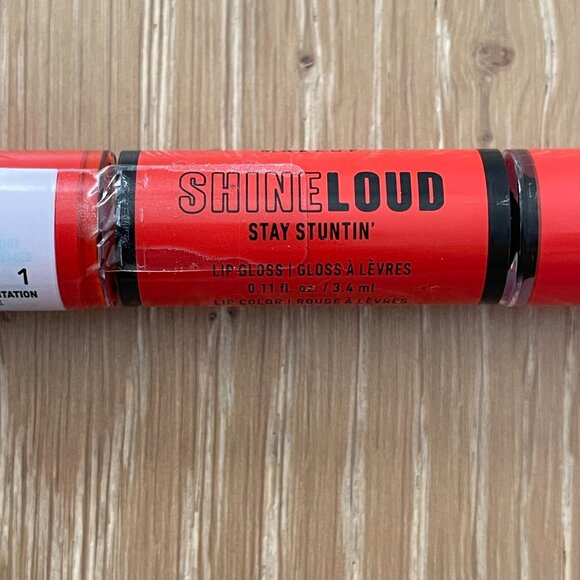 SHINELOUD
STAY STUNTIN'
LIP GLOSS | GLOSS À LÈVRES
0.11 fl. oz. / 3.4 mL
LIP COLOR | ROUGE À LÈVRES
1